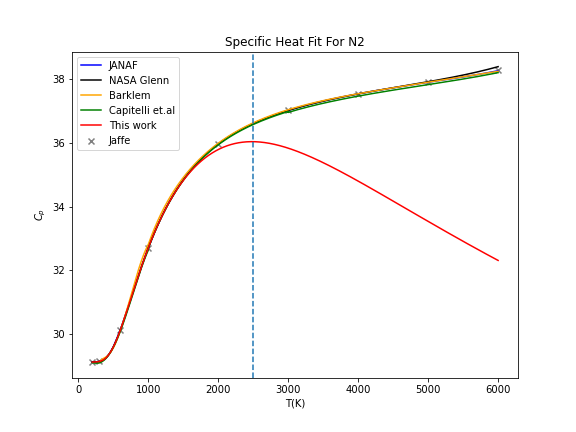 Specific Heat Fit For N2
JANAF
NASA Glenn
Barklem
Capitelli et.al
This work
Jaffe
38
36
34
32
30
Cp
0 1000 2000 3000 4000 5000 6000
T(K)